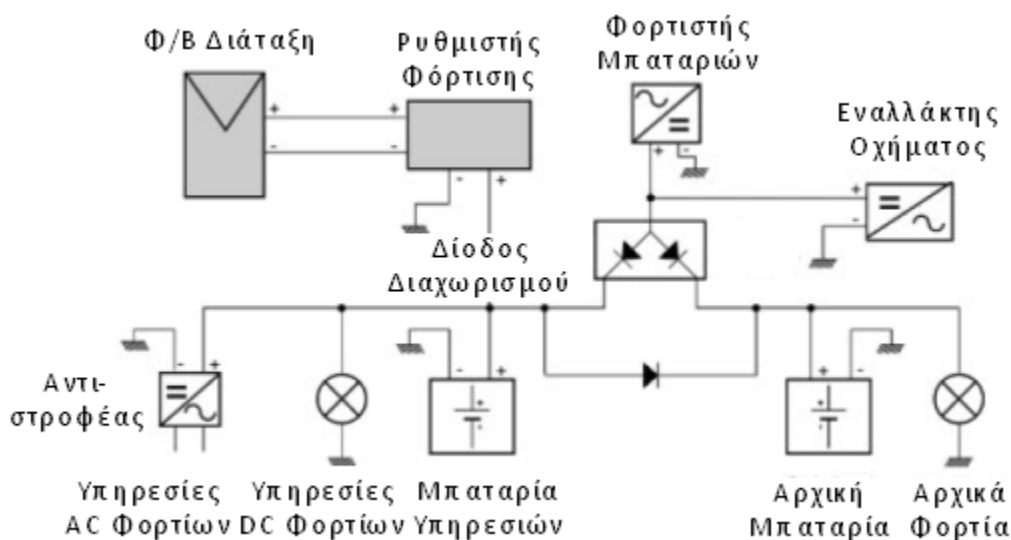 Φ/Β Διάταξη
Ρυθμιστής
Φόρτισης
Φορτιστής
Μπαταριών
Εναλλάκτης
Οχήματος
+
-
+
-
-
+
+
-
+
-
Δίοδος
Διαχωρισμού
-
+
-
+
+
-
Αντι-
στροφέας
Υπηρεσίες
AC Φορτίων
Υπηρεσίες
DC Φορτίων
Μπαταρία
Υπηρεσιών
Αρχική
Μπαταρία
Αρχικά
Φορτία